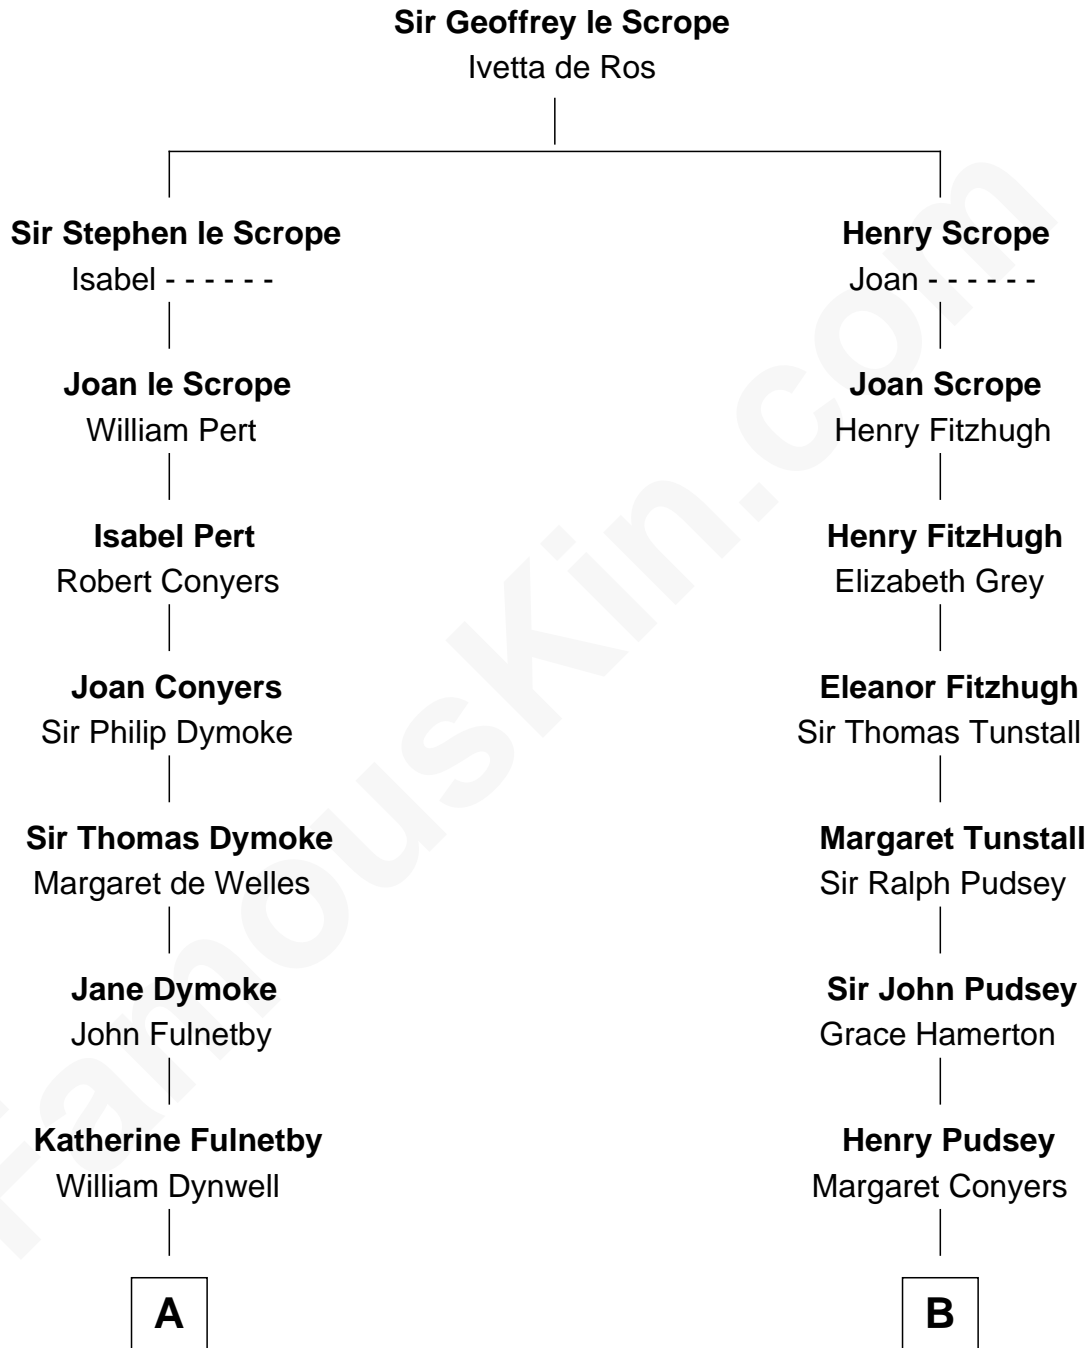 Sir Geoffrey le Scrope
Ivetta de Ros
Sir Stephen le Scrope
Isabel - - - - - -
Henry Scrope
Joan - - - - - -
Joan le Scrope
William Pert
Joan Scrope
Henry Fitzhugh
Isabel Pert
Robert Conyers
Henry FitzHugh
Elizabeth Grey
Joan Conyers
Sir Philip Dymoke
Eleanor Fitzhugh
Sir Thomas Tunstall
Sir Thomas Dymoke
Margaret de Welles
Margaret Tunstall
Sir Ralph Pudsey
Jane Dymoke
John Fulnetby
Sir John Pudsey
Grace Hamerton
Katherine Fulnetby
William Dynwell
Henry Pudsey
Margaret Conyers
A
B
FamousKin.com